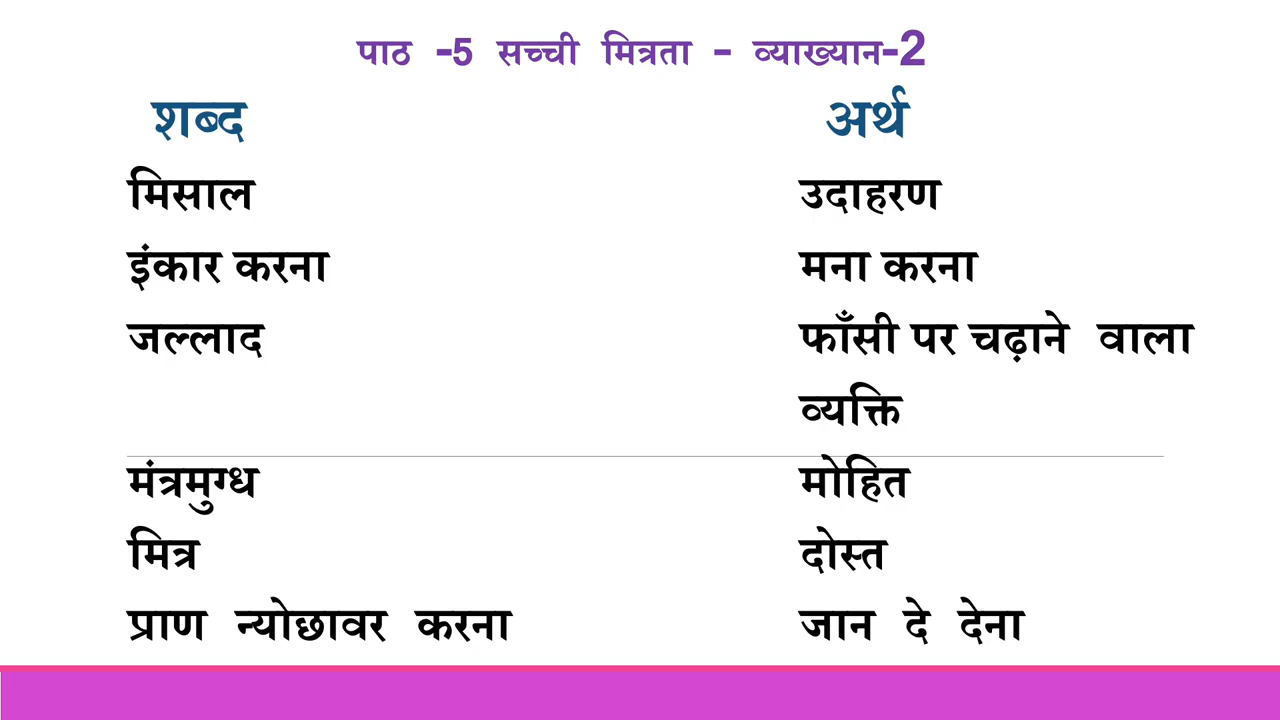 पाठ -5 सच्ची मित्रता - व्याख्यान-2
शब्द अर्थ
मिसाल उदाहरण
इंकार करना मना करना
जल्लाद फाँसी पर चढ़ाने वाला
व्यक्ति
मंत्रमुग्ध मोहित
मित्र दोस्त
प्राण न्योछावर करना जान दे देना